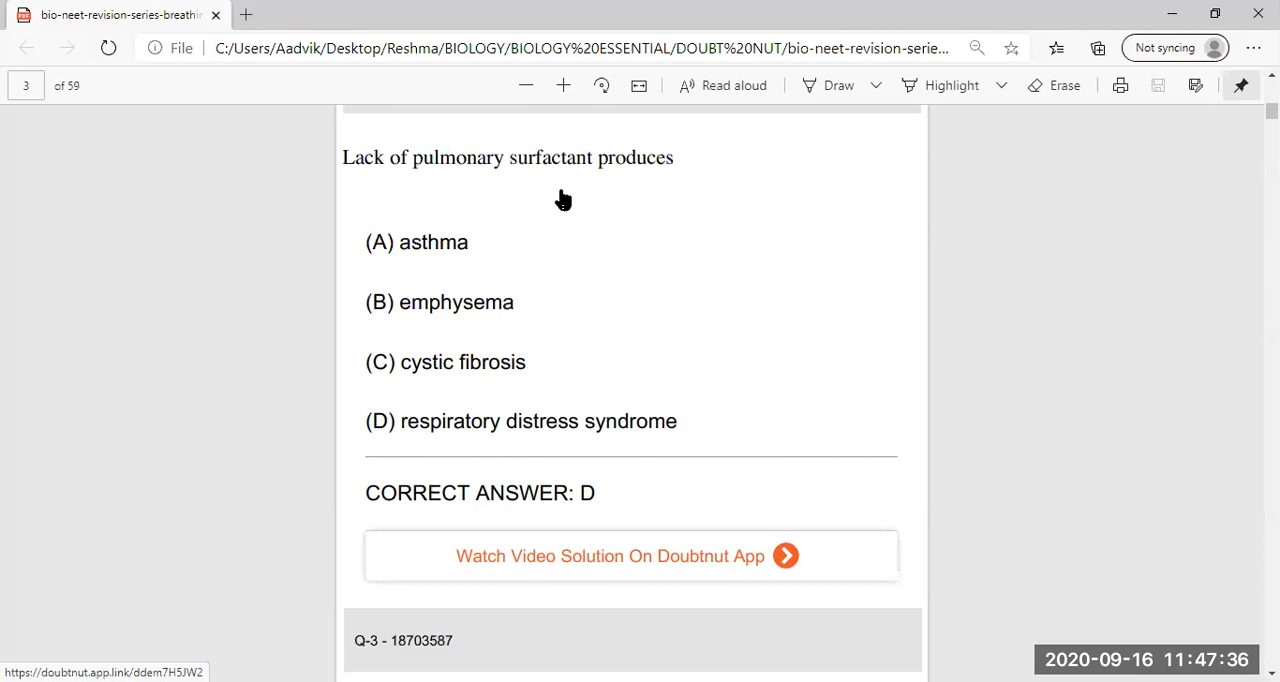 bio-neet-revision-series-breathin
File
C:/Users/Aadvik/Desktop/Reshma/BIOLOGY/BIOLOGY%20ESSENTIAL/DOUBT%20NUT/bio-neet-revision-serie...
Not syncing
3 of 59
Read aloud
Draw
Highlight
Erase
Lack of pulmonary surfactant produces
(A) asthma
(B) emphysema
(C) cystic fibrosis
(D) respiratory distress syndrome
CORRECT ANSWER: D
Watch Video Solution On Doubtnut App
Q-3 - 18703587
https://doubtnut.app.link/ddem7H5JW2
2020-09-16 11:47:36